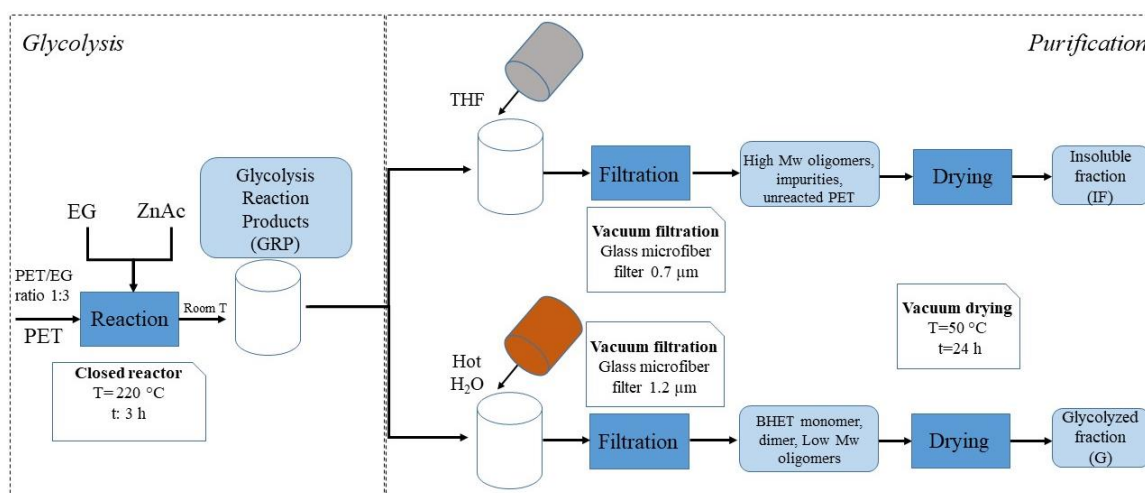 Glycolysis
Purification
EG
ZnAc
PET/EG
ratio 1:3
PET
Reaction
Room T
Closed reactor
T=220 °C
t: 3 h
Glycolysis
Reaction
Products
(GRP)
THF
Filtration
Vacuum filtration
Glass microfiber
filter 0.7 µm
High Mw oligomers,
impurities,
unreacted PET
Drying
Insoluble
fraction
(IF)
Hot
H₂O
Vacuum filtration
Glass microfiber
filter 1.2 µm
Filtration
BHET monomer,
dimer, Low Mw
oligomers
Vacuum drying
T=50 °C
t=24 h
Drying
Glycolyzed
fraction
(G)